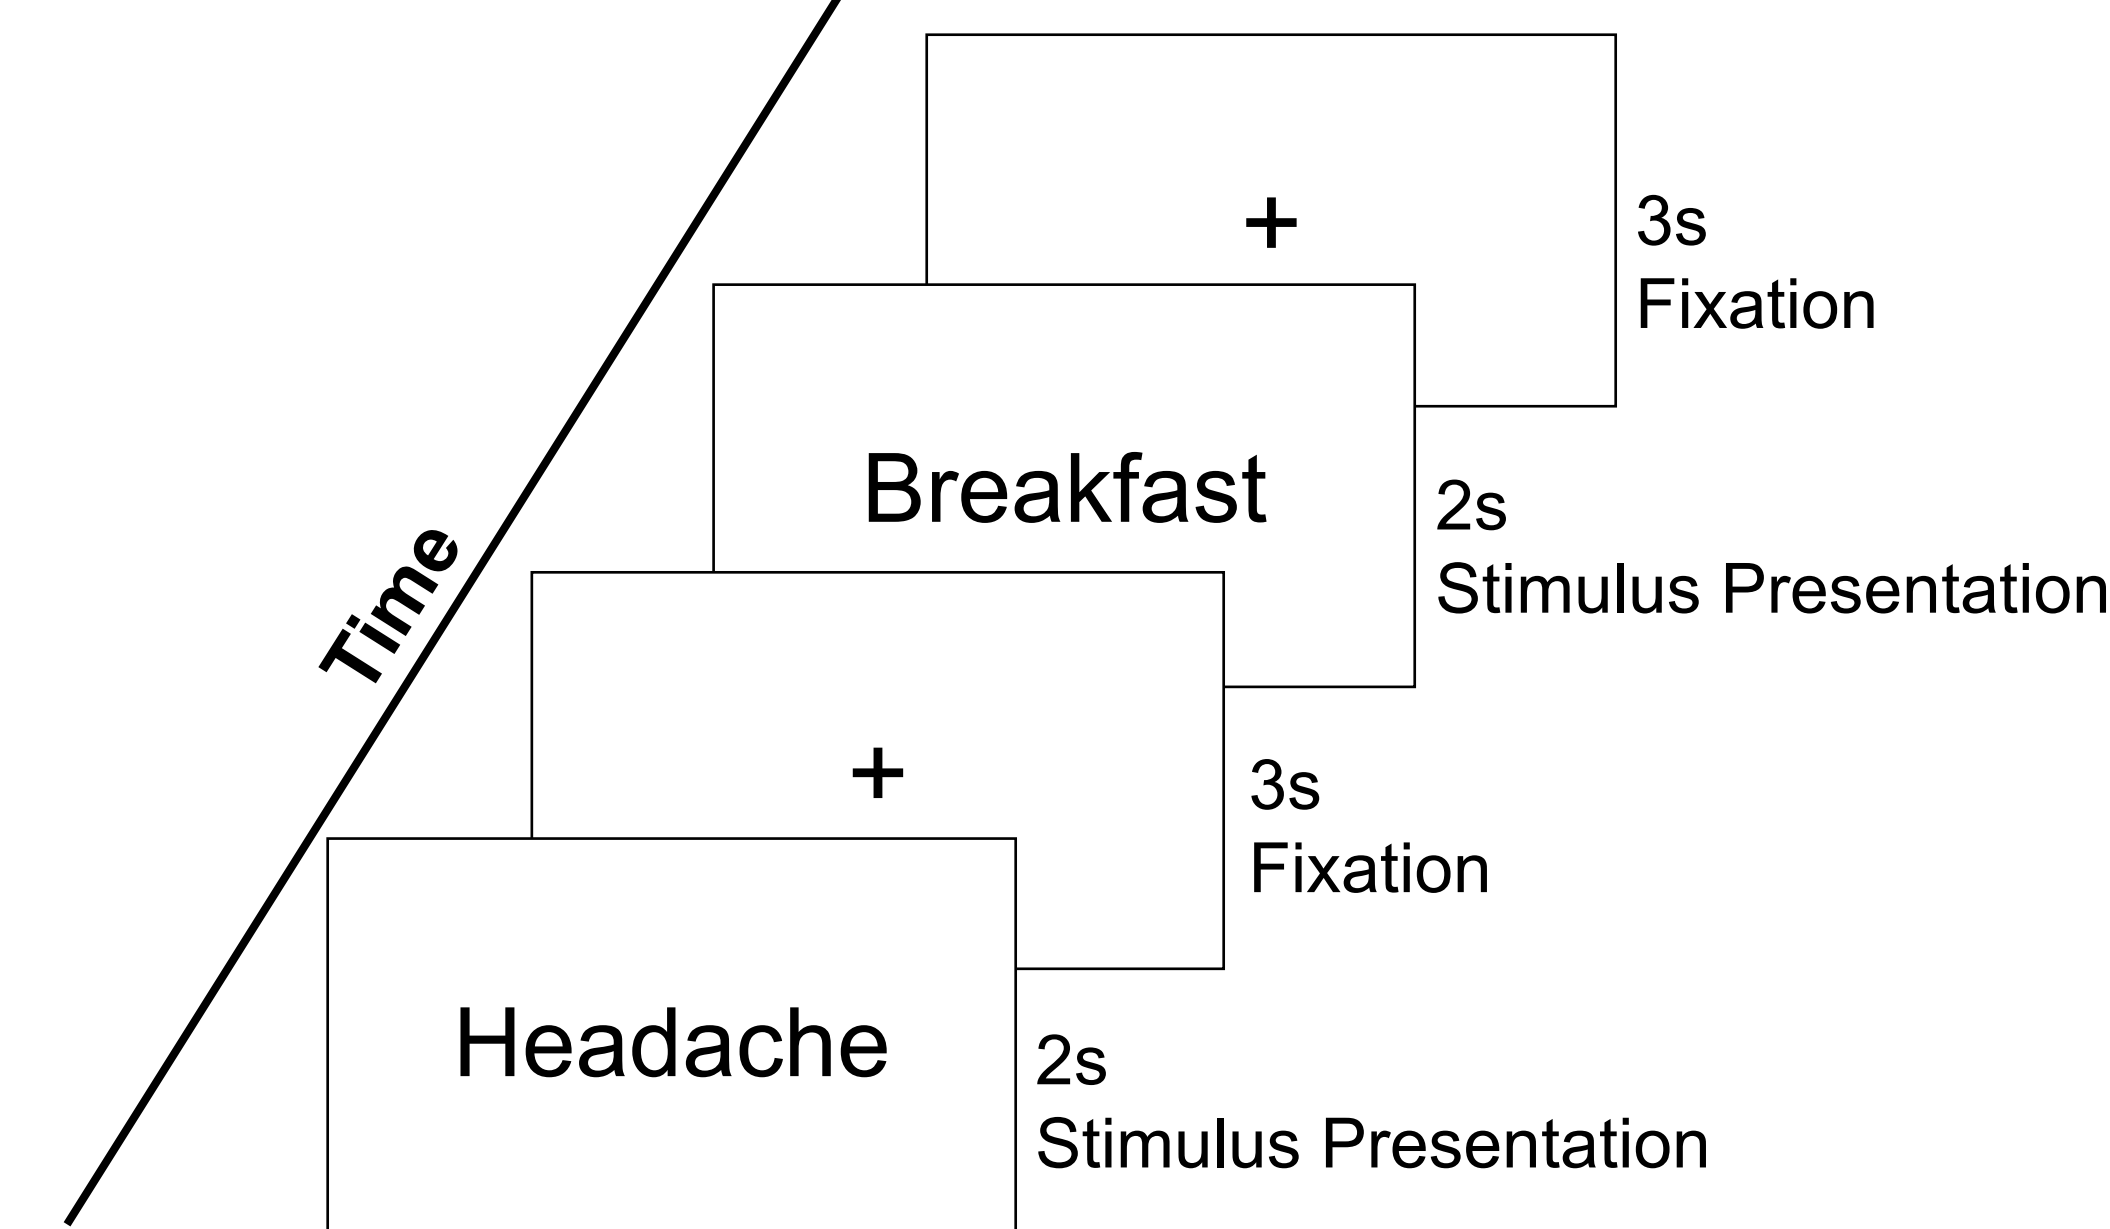 +
3s
Fixation
Breakfast
2s
Stimulus Presentation
Time
+
3s
Fixation
Headache
2s
Stimulus Presentation